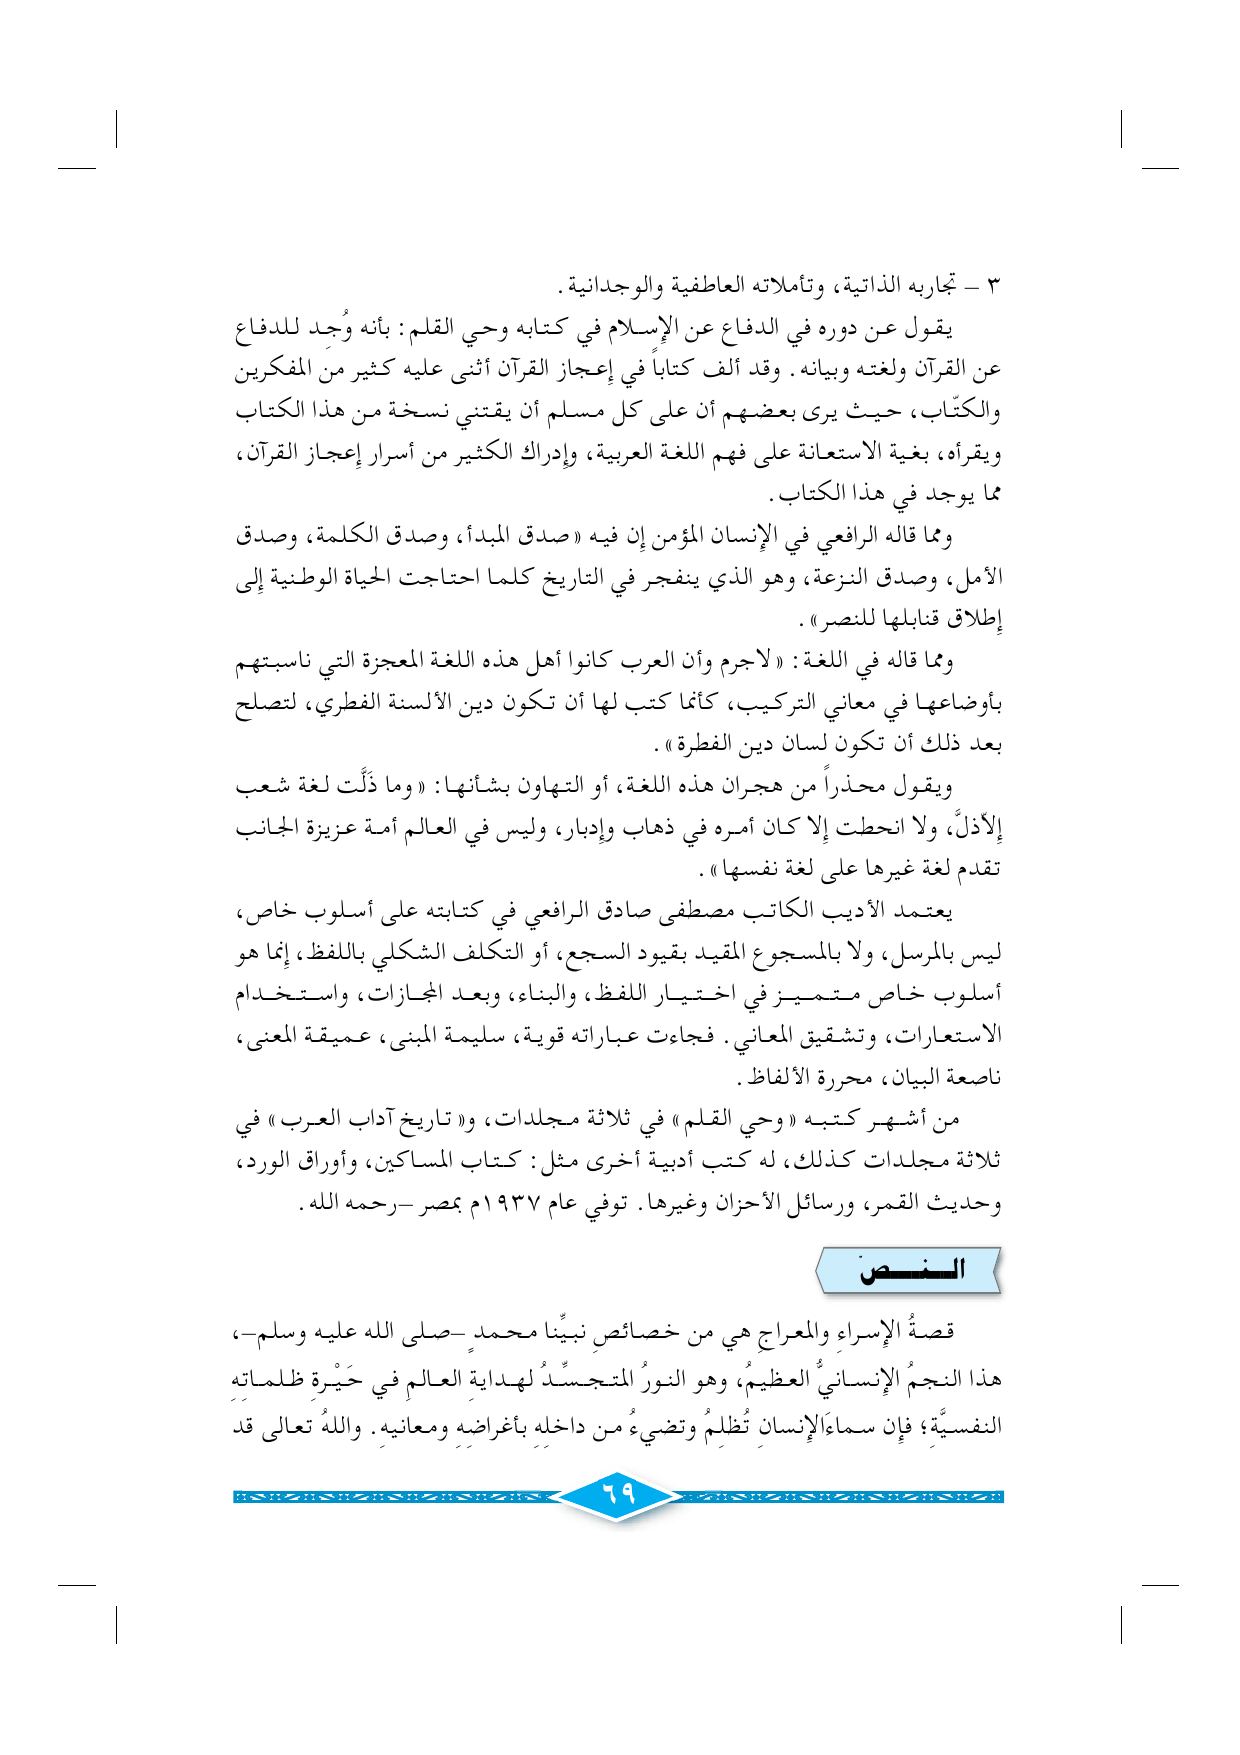 ٣ – تجاربه الذاتية، وتأملاته العاطفية والوجدانية.
يقول عن دوره في الدفاع عن الإسلام في كتابه وحي القلم: بأنه وُجِد للدفاع
عن القرآن ولغته وبيانه. وقد ألف كتاباً في إعجاز القرآن أثنى عليه كثير من المفكرين
والكتّاب، حيث يرى بعضهم أن على كل مسلم أن يقتني نسخة من هذا الكتاب
ويقرأه، بغية الاستعانة على فهم اللغة العربية، وإدراك الكثير من أسرار إعجاز القرآن،
مما يوجد في هذا الكتاب.
ومما قاله الرافعي في الإنسان المؤمن إن فيه «صدق المبدأ، وصدق الكلمة، وصدق
الأمل، وصدق النزعة، وهو الذي ينفجر في التاريخ كلما احتاجت الحياة الوطنية إلى
إطلاق قنابلها للنصر».
ومما قاله في اللغة: «لاجرم وأن العرب كانوا أهل هذه اللغة المعجزة التي ناسبتهم
بأوضاعها في معاني التركيب، كأنما كتب لها أن تكون دين الألسنة الفطري، لتصلح
بعد ذلك أن تكون لسان دين الفطرة».
ويقول محذراً من هجران هذه اللغة، أو التهاون بشأنها: «وما ذَلَّت لغة شعب
إلاّذلَّ، ولا انحطت إلا كان أمره في ذهاب وإدبار، وليس في العالم أمة عزيزة الجانب
تقدم لغة غيرها على لغة نفسها».
يعتمد الأديب الكاتب مصطفى صادق الرافعي في كتابته على أسلوب خاص،
ليس بالمرسل، ولا بالمسجوع المقيد بقيود السجع، أو التكلف الشكلي باللفظ، إنما هو
أسلوب خاص متميز في اختيار اللفظ، والبناء، وبعد المجازات، واستخدام
الاستعارات، وتشقيق المعاني. فجاءت عباراته قوية، سليمة المبنى، عميقة المعنى،
ناصعة البيان، محررة الألفاظ.
من أشهر كتبه «وحي القلم» في ثلاثة مجلدات، و«تاريخ آداب العرب» في
ثلاثة مجلدات كذلك، له كتب أدبية أخرى مثل: كتاب المساكين، وأوراق الورد،
وحديث القمر، ورسائل الأحزان وغيرها. توفي عام ١٩٣٧م بمصر –رحمه الله.
النصّ
قصةُ الإسراءِ والمعراجِ هي من خصائصِ نبيِّنا محمدٍ –صلى الله عليه وسلم–،
هذا النجمُ الإنسانيُّ العظيمُ، وهو النورُ المتجسِّدُ لهدايةِ العالمِ في حَيْرةِ ظلماتِهِ
النفسيَّةِ؛ فإن سماءَالإنسانِ تُظلِمُ وتضيءُ من داخلِهِ بأغراضِهِ ومعانيهِ. واللهُ تعالى قد
٦٩